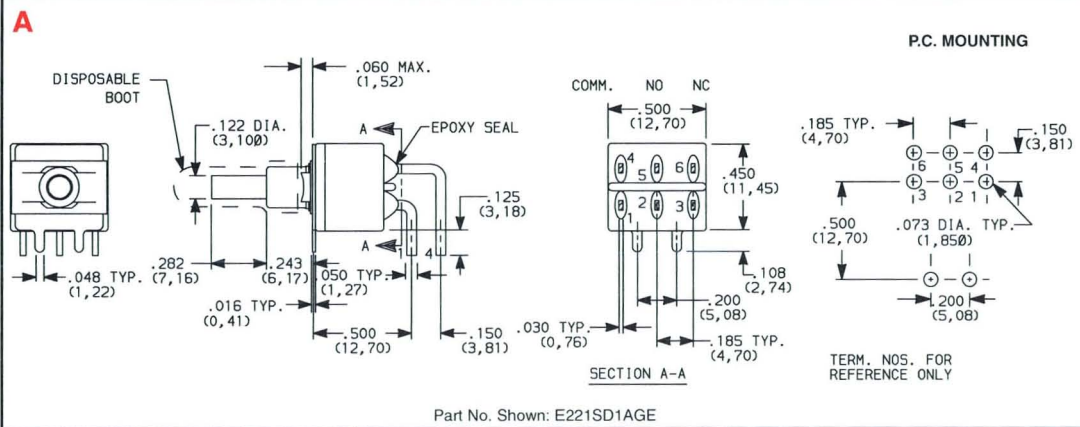 A
P.C. MOUNTING
DISPOSABLE
BOOT
.060 MAX.
(1,52)
.122 DIA.
(3,100)
A
EPOXY SEAL
.125
(3,18)
A
4
.048 TYP.
(1,22)
.282
(7,16)
.243
(6,17)
.050 TYP.
(1,27)
.016 TYP.
(0,41)
.500
(12,70)
.150
(3,81)
COMM. NO NC
.500
(12,70)
4 5 6
1 2 3
.450
(11,45)
.108
(2,74)
.200
(5,08)
.030 TYP.
(0,76)
.185 TYP.
(4,70)
SECTION A-A
.185 TYP.
(4,70)
.150
(3,81)
6 5 4
3 2 1
.500
(12,70)
.073 DIA. TYP.
(1,850)
.200
(5,08)
TERM. NOS. FOR
REFERENCE ONLY
Part No. Shown: E221SD1AGE